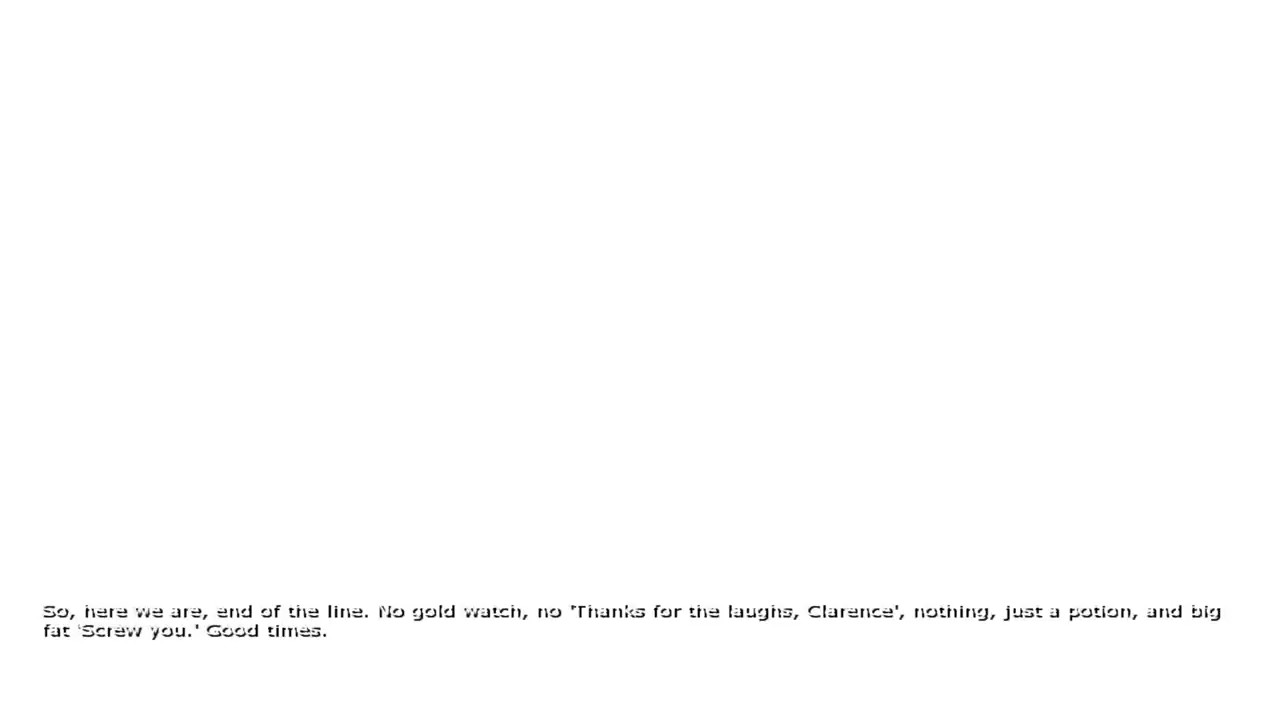 So, here we are, end of the line. No gold watch, no 'Thanks for the laughs, Clarence', nothing, just a potion, and big
fat 'Screw you.' Good times.